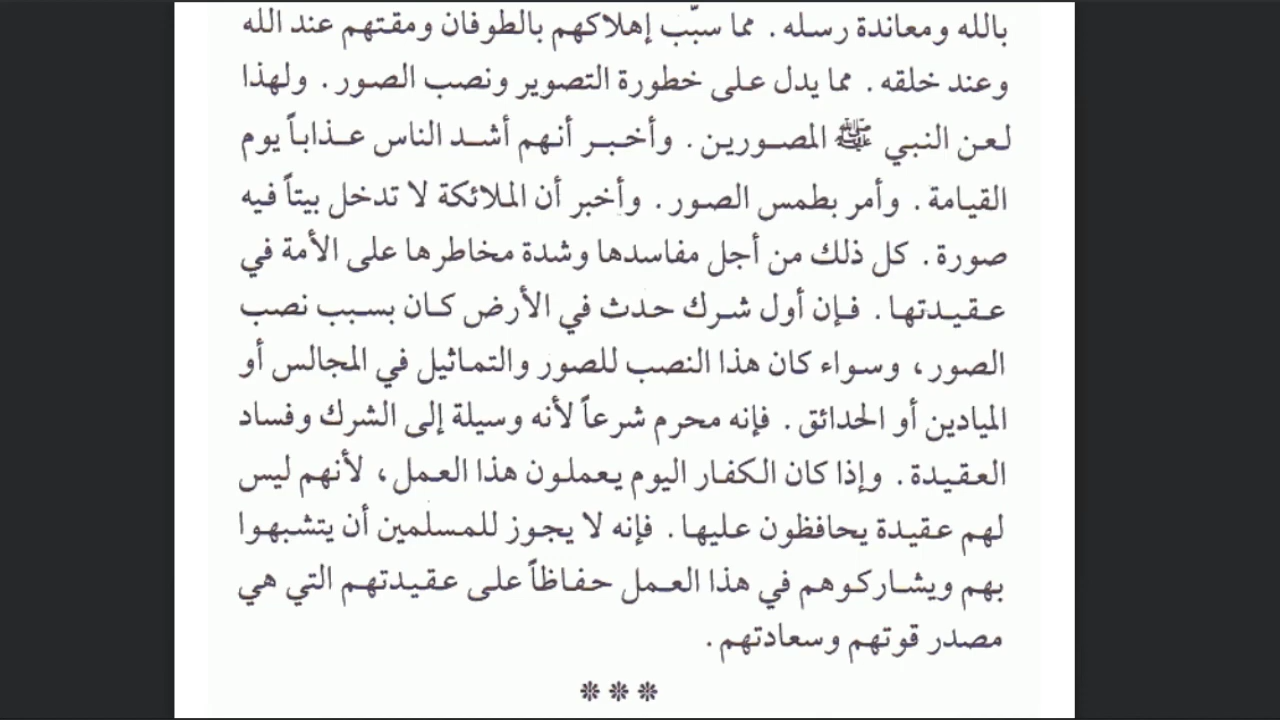 بالله ومعاندة رسله. مما سبّب إهلاكهم بالطوفان ومقتهم عند الله
وعند خلقه. مما يدل على خطورة التصوير ونصب الصور. ولهذا
لعن النبي ﷺ المصورين. وأخبر أنهم أشد الناس عذاباً يوم
القيامة. وأمر بطمس الصور. وأخبر أن الملائكة لا تدخل بيتاً فيه
صورة. كل ذلك من أجل مفاسدها وشدة مخاطرها على الأمة في
عقيدتها. فإن أول شرك حدث في الأرض كان بسبب نصب
الصور، وسواء كان هذا النصب للصور والتماثيل في المجالس أو
الميادين أو الحدائق. فإنه محرم شرعاً لأنه وسيلة إلى الشرك وفساد
العقيدة. وإذا كان الكفار اليوم يعملون هذا العمل، لأنهم ليس
لهم عقيدة يحافظون عليها. فإنه لا يجوز للمسلمين أن يتشبهوا
بهم ويشاركوهم في هذا العمل حفاظاً على عقيدتهم التي هي
مصدر قوتهم وسعادتهم.
* * *